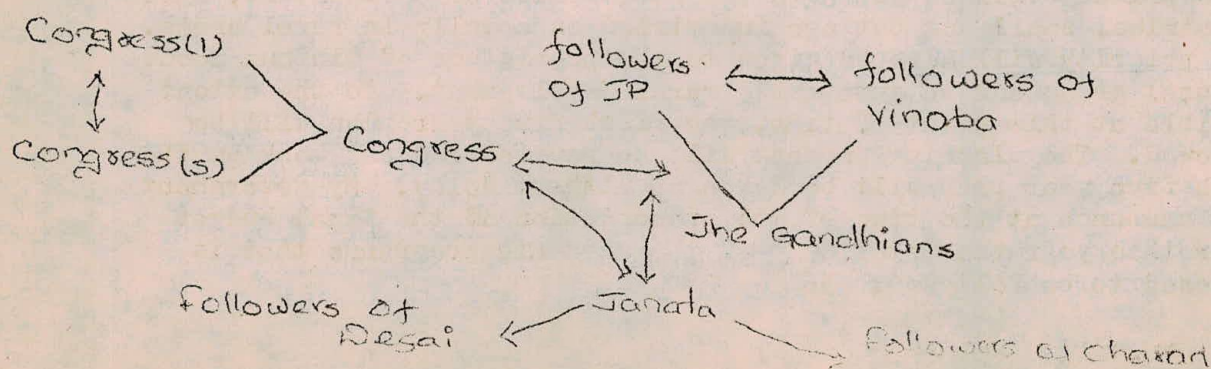 Congress(I)
Congress(s)
Congress
followers
of JP
followers of
Vinoba
The Gandhians
Janata
Followers of
Desai
Followers of Charan